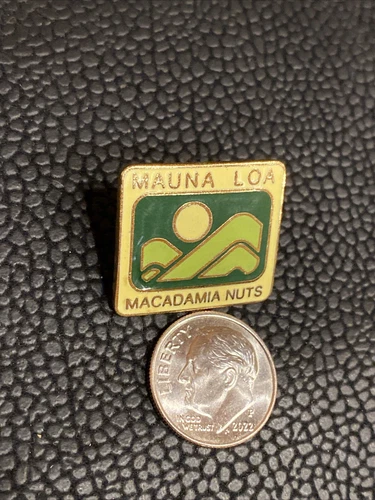 MAUNA LOA
MACADAMIA NUTS
LIBERTY
IN GOD
WE TRUST
P
2022